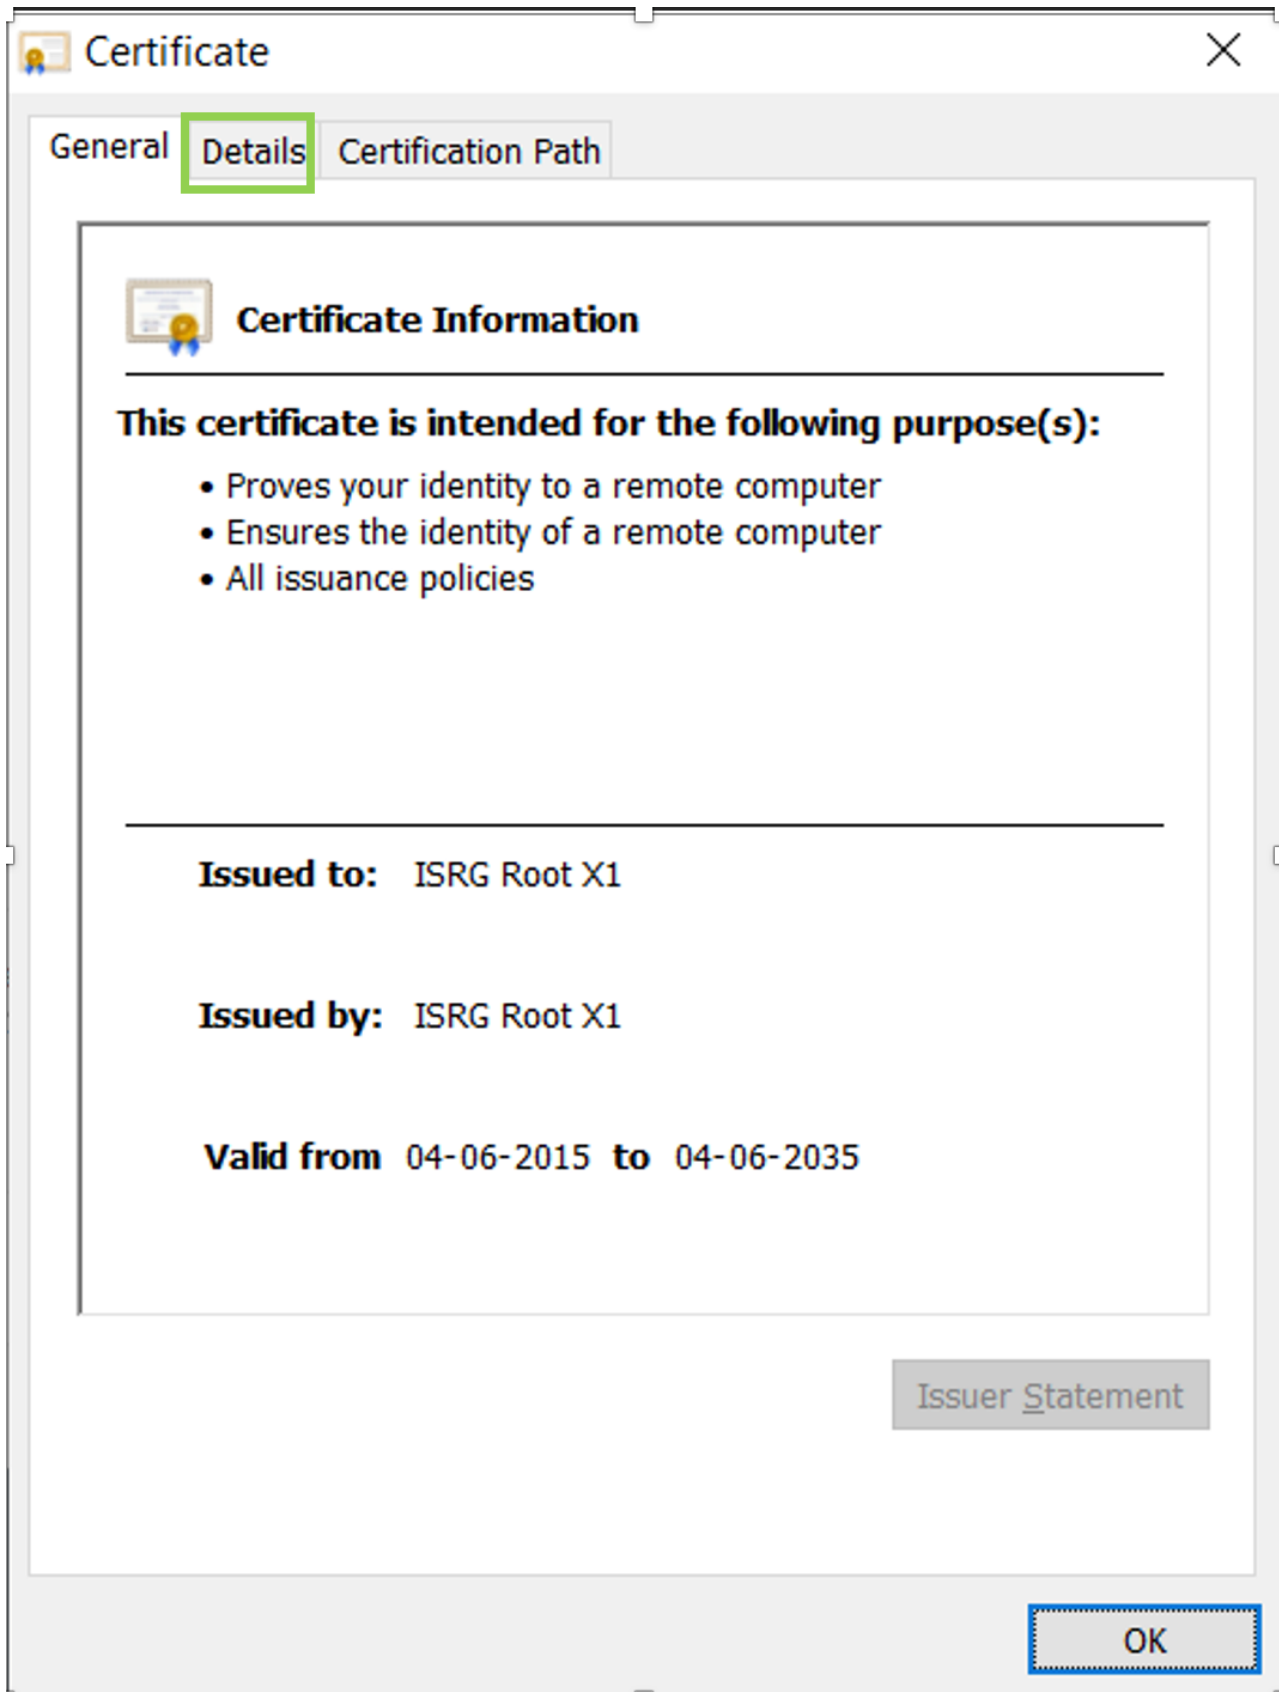 Certificate
General Details Certification Path
Certificate Information
This certificate is intended for the following purpose(s):
• Proves your identity to a remote computer
• Ensures the identity of a remote computer
• All issuance policies
Issued to: ISRG Root X1
Issued by: ISRG Root X1
Valid from 04-06-2015 to 04-06-2035
Issuer Statement
OK